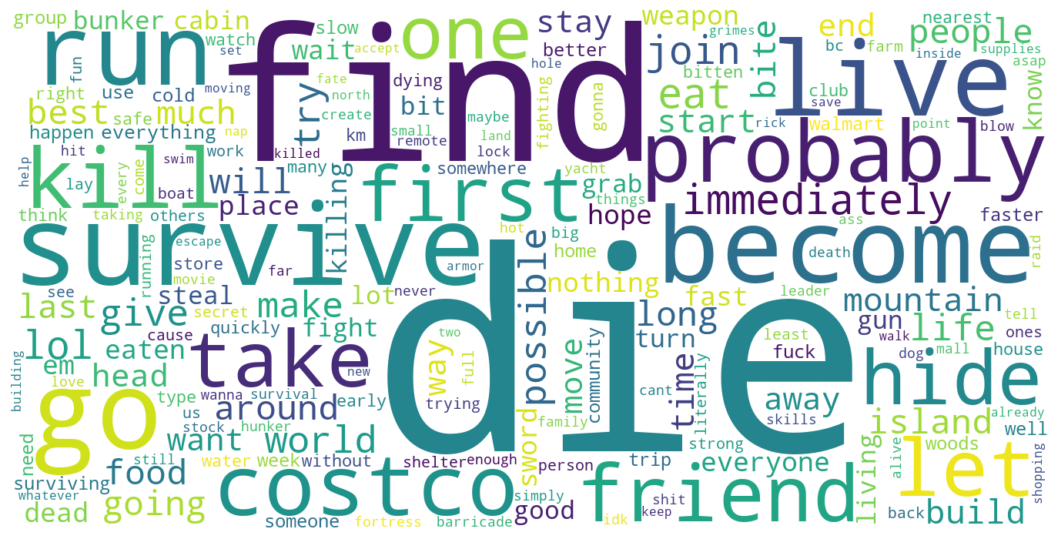 group
bunker
cabin
slow
one
stay
weapon
end
nearest
people
run
find
watch
set
wait
accept
better
join
grimes
bc
farm
supplies
fun
hole
bite
live
inside
asap
right
use
cold
moving
try
fate
dying
bit
fighting
gonna
bitten
club
know
best
safe
much
north
create
km
maybe
eat
save
rick
walmart
point
blow
happen
everything
nap
small
land
start
probably
hit
work
remote
lock
somewhere
help
kill
lay
every
come
swim
boat
many
killed
will
first
yacht
grab
things
immediately
think
taking
others
place
killing
hope
hot
big
ass
faster
survive
escape
home
become
death
raid
running
store
movie
far
armor
possible
nothing
see
last
give
steal
secret
make
lot
never
long
fast
leader
mountain
tell
lol
cause
quickly
fight
die
way
two
full
turn
time
least
gun
walk
life
ones
em
eaten
head
take
new
trying
move
community
fuck
dog
mall
house
building
go
love
type
wanna
survival
early
cant
literally
hide
us
around
family
skills
away
island
already
need
stock
hunker
sword
strong
well
still
want
world
water
week
without
shelter
enough
person
trip
everyone
living
woods
alive
let
surviving
food
costco
simply
friend
shit
whatever
dead
going
good
keep
back
build
shopping
someone
fortress
barricade
idk